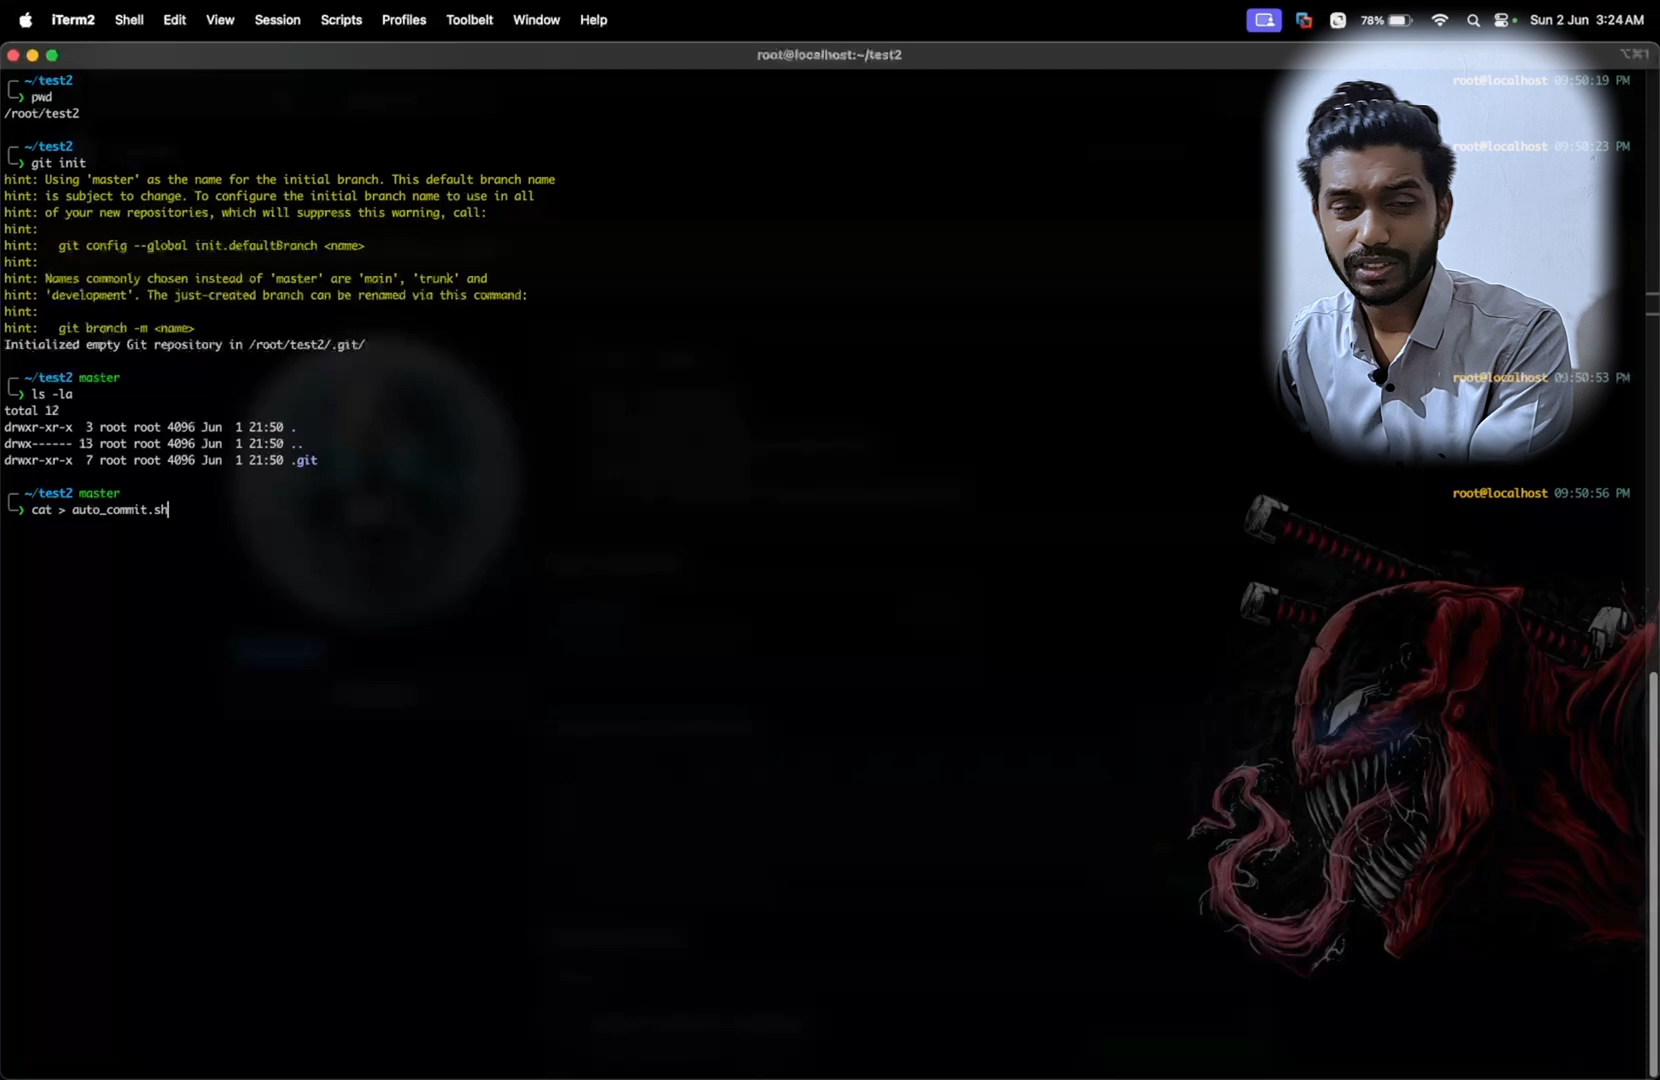 iTerm2 Shell Edit View Session Scripts Profiles Toolbelt Window Help 78% Sun 2 Jun 3:24 AM
root@localhost:~/test2 ⌥⌘1
~/test2 root@localhost 09:50:19 PM
❯ pwd
/root/test2
~/test2 root@localhost 09:50:23 PM
❯ git init
hint: Using 'master' as the name for the initial branch. This default branch name
hint: is subject to change. To configure the initial branch name to use in all
hint: of your new repositories, which will suppress this warning, call:
hint:
hint:   git config --global init.defaultBranch <name>
hint:
hint: Names commonly chosen instead of 'master' are 'main', 'trunk' and
hint: 'development'. The just-created branch can be renamed via this command:
hint:
hint:   git branch -m <name>
Initialized empty Git repository in /root/test2/.git/
~/test2 master root@localhost 09:50:53 PM
❯ ls -la
total 12
drwxr-xr-x  3 root root 4096 Jun  1 21:50 .
drwx------ 13 root root 4096 Jun  1 21:50 ..
drwxr-xr-x  7 root root 4096 Jun  1 21:50 .git
~/test2 master root@localhost 09:50:56 PM
❯ cat > auto_commit.sh